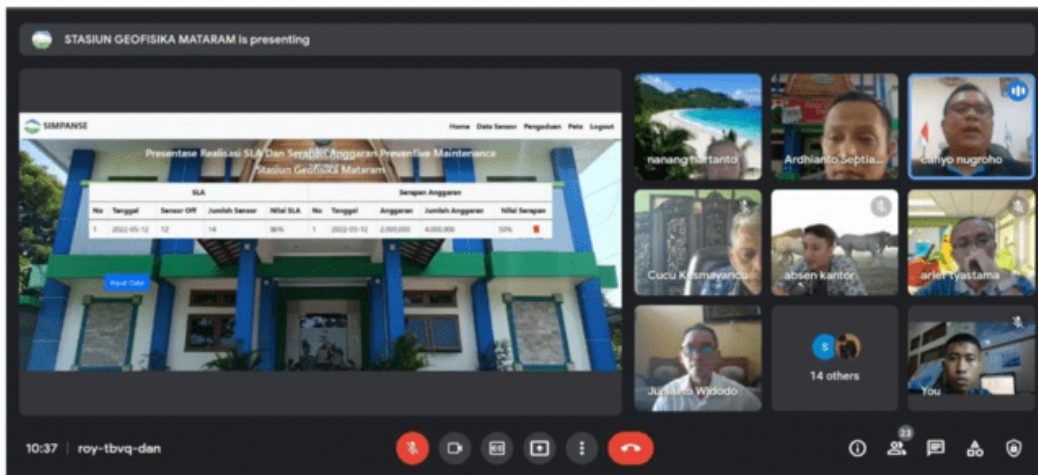 STASIUN GEOFISIKA MATARAM is presenting
SIMPANSE
Home Data Sensor Pengaduan Peta Logout
Presentase Realisasi SLA Dan Serapan Anggaran Preventive Maintenance
Stasiun Geofisika Mataram
SLA Serapan Anggaran
No Tanggal Sensor Off Jumlah Sensor Nilai SLA No Tanggal Anggaran Jumlah Anggaran Nilai Serapan
1 2022-05-12 12 14 86% 1 2022-05-12 2,000,000 4,000,000 50%
Input Data
nanang hartanto
Ardhianto Septia...
cahyo nugroho
Cucu Kusmayancu
absen kantor
arief tyastama
Junianto Widodo
S
14 others
You
10:37 | roy-tbvq-dan
23